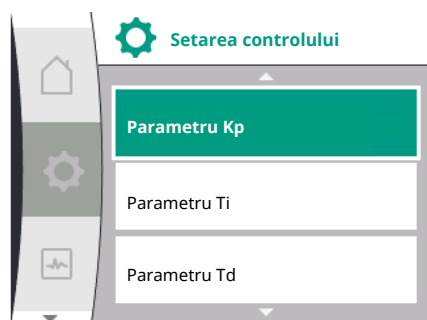 Setarea controlului
Parametru Kp
Parametru Ti
Parametru Td